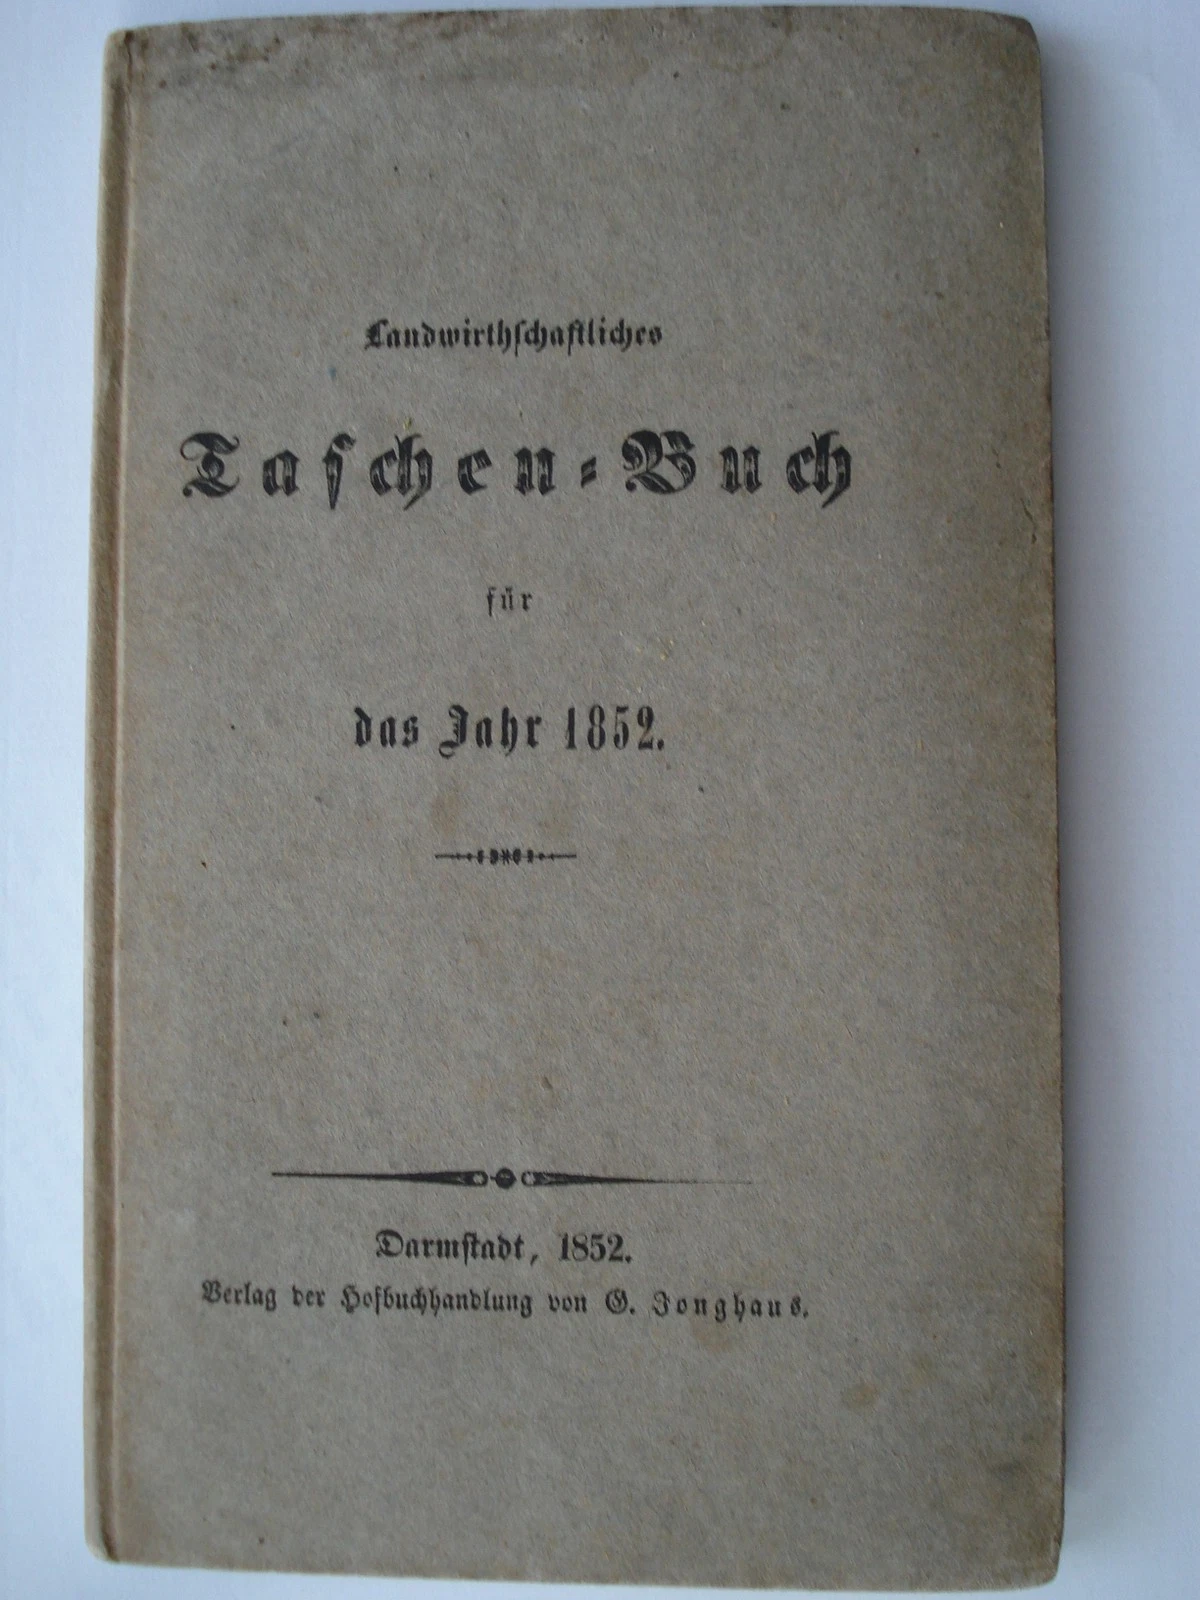 Landwirthschaftliches
Taschen-Buch
für
das Jahr 1852.
Darmstadt, 1852.
Verlag der Hofbuchhandlung von G. Jonghaus.